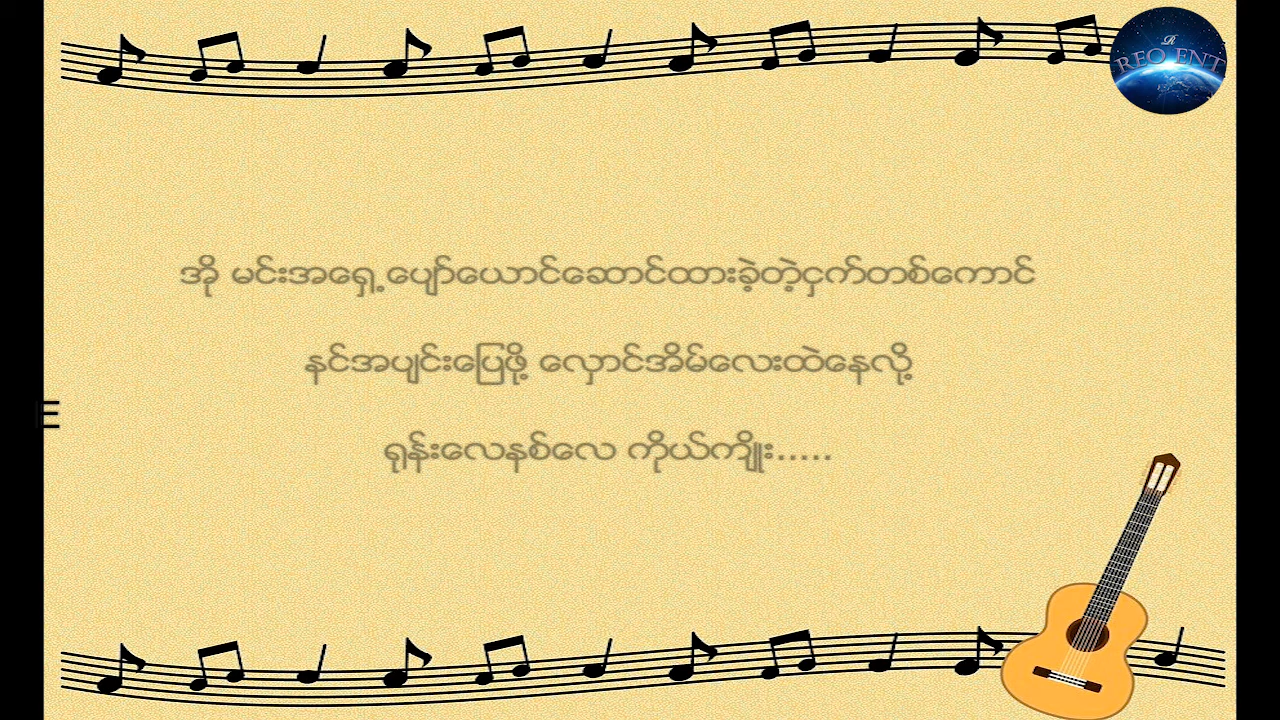 R
REO ENT
အို မင်းအရှေ့ ပျော်ယောင်ဆောင်ထားခဲ့တဲ့ငှက်တစ်ကောင်
နင်အပျင်းပြေဖို့ လှောင်အိမ်လေးထဲနေလို့
E
ရုန်းလေနစ်လေ ကိုယ်ကျိုး.....